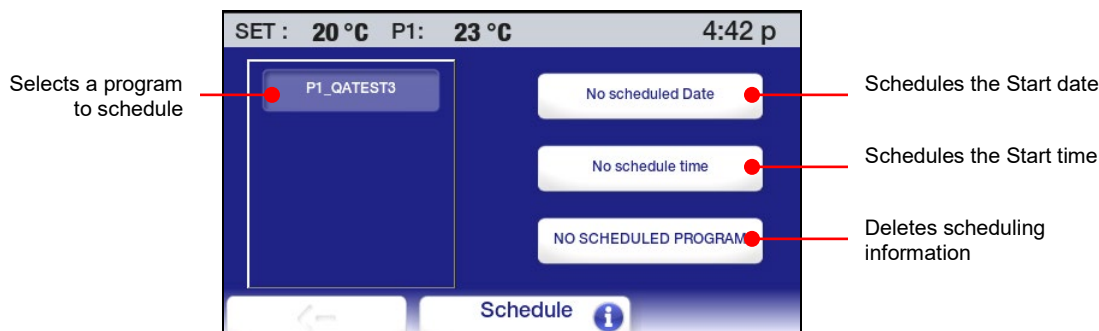 SET : 20 °C P1: 23 °C 4:42 p
Selects a program
to schedule
P1_QATEST3
No scheduled Date
Schedules the Start date
No schedule time
Schedules the Start time
NO SCHEDULED PROGRAM
Deletes scheduling
information
Schedule